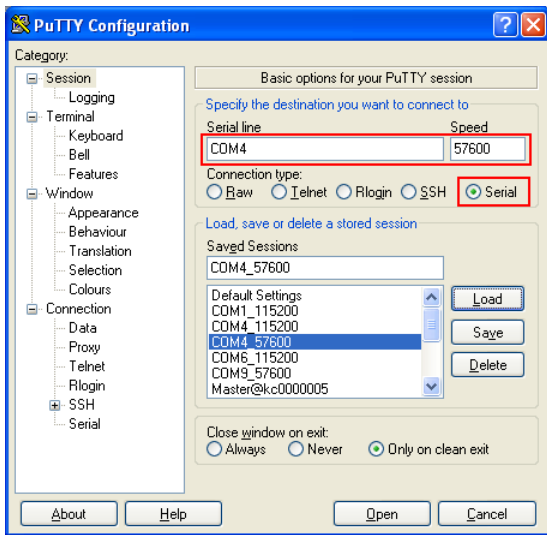 PuTTY Configuration
Category:
Session
Logging
Terminal
Keyboard
Bell
Features
Window
Appearance
Behaviour
Translation
Selection
Colours
Connection
Data
Proxy
Telnet
Rlogin
SSH
Serial
Basic options for your PuTTY session
Specify the destination you want to connect to
Serial line Speed
COM4 57600
Connection type:
Raw Telnet Rlogin SSH Serial
Load, save or delete a stored session
Saved Sessions
COM4_57600
Default Settings
COM1_115200
COM4_115200
COM4_57600
COM6_115200
COM9_57600
Master@kc0000005
Load
Save
Delete
Close window on exit:
Always Never Only on clean exit
About Help Open Cancel